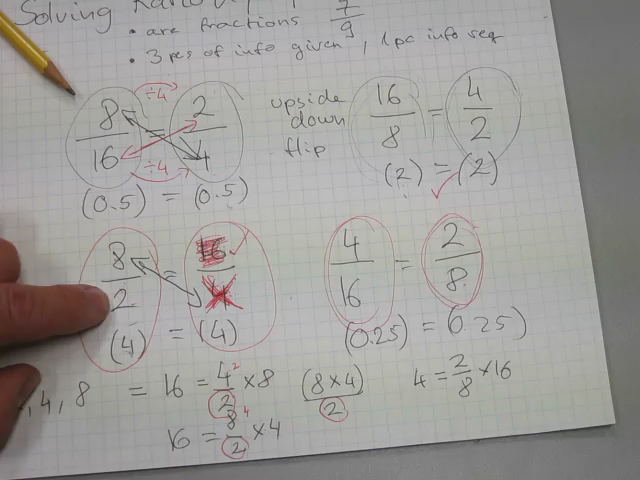 Solving
• are fractions 7/9
• 3 pcs of info given, 1 pc info req
÷4
8/16 = 2/4
÷4
(0.5) = (0.5)
upside down flip
16/8 = 4/2
(2) = (2)
8/2 = 16/4
(4) = (4)
4/16 = 2/8
(0.25) = (0.25)
, 4, 8 = 16 = 4/2 × 8
2
(8×4)/2
4 = 2/8 × 16
16 = 8/2 × 4
4